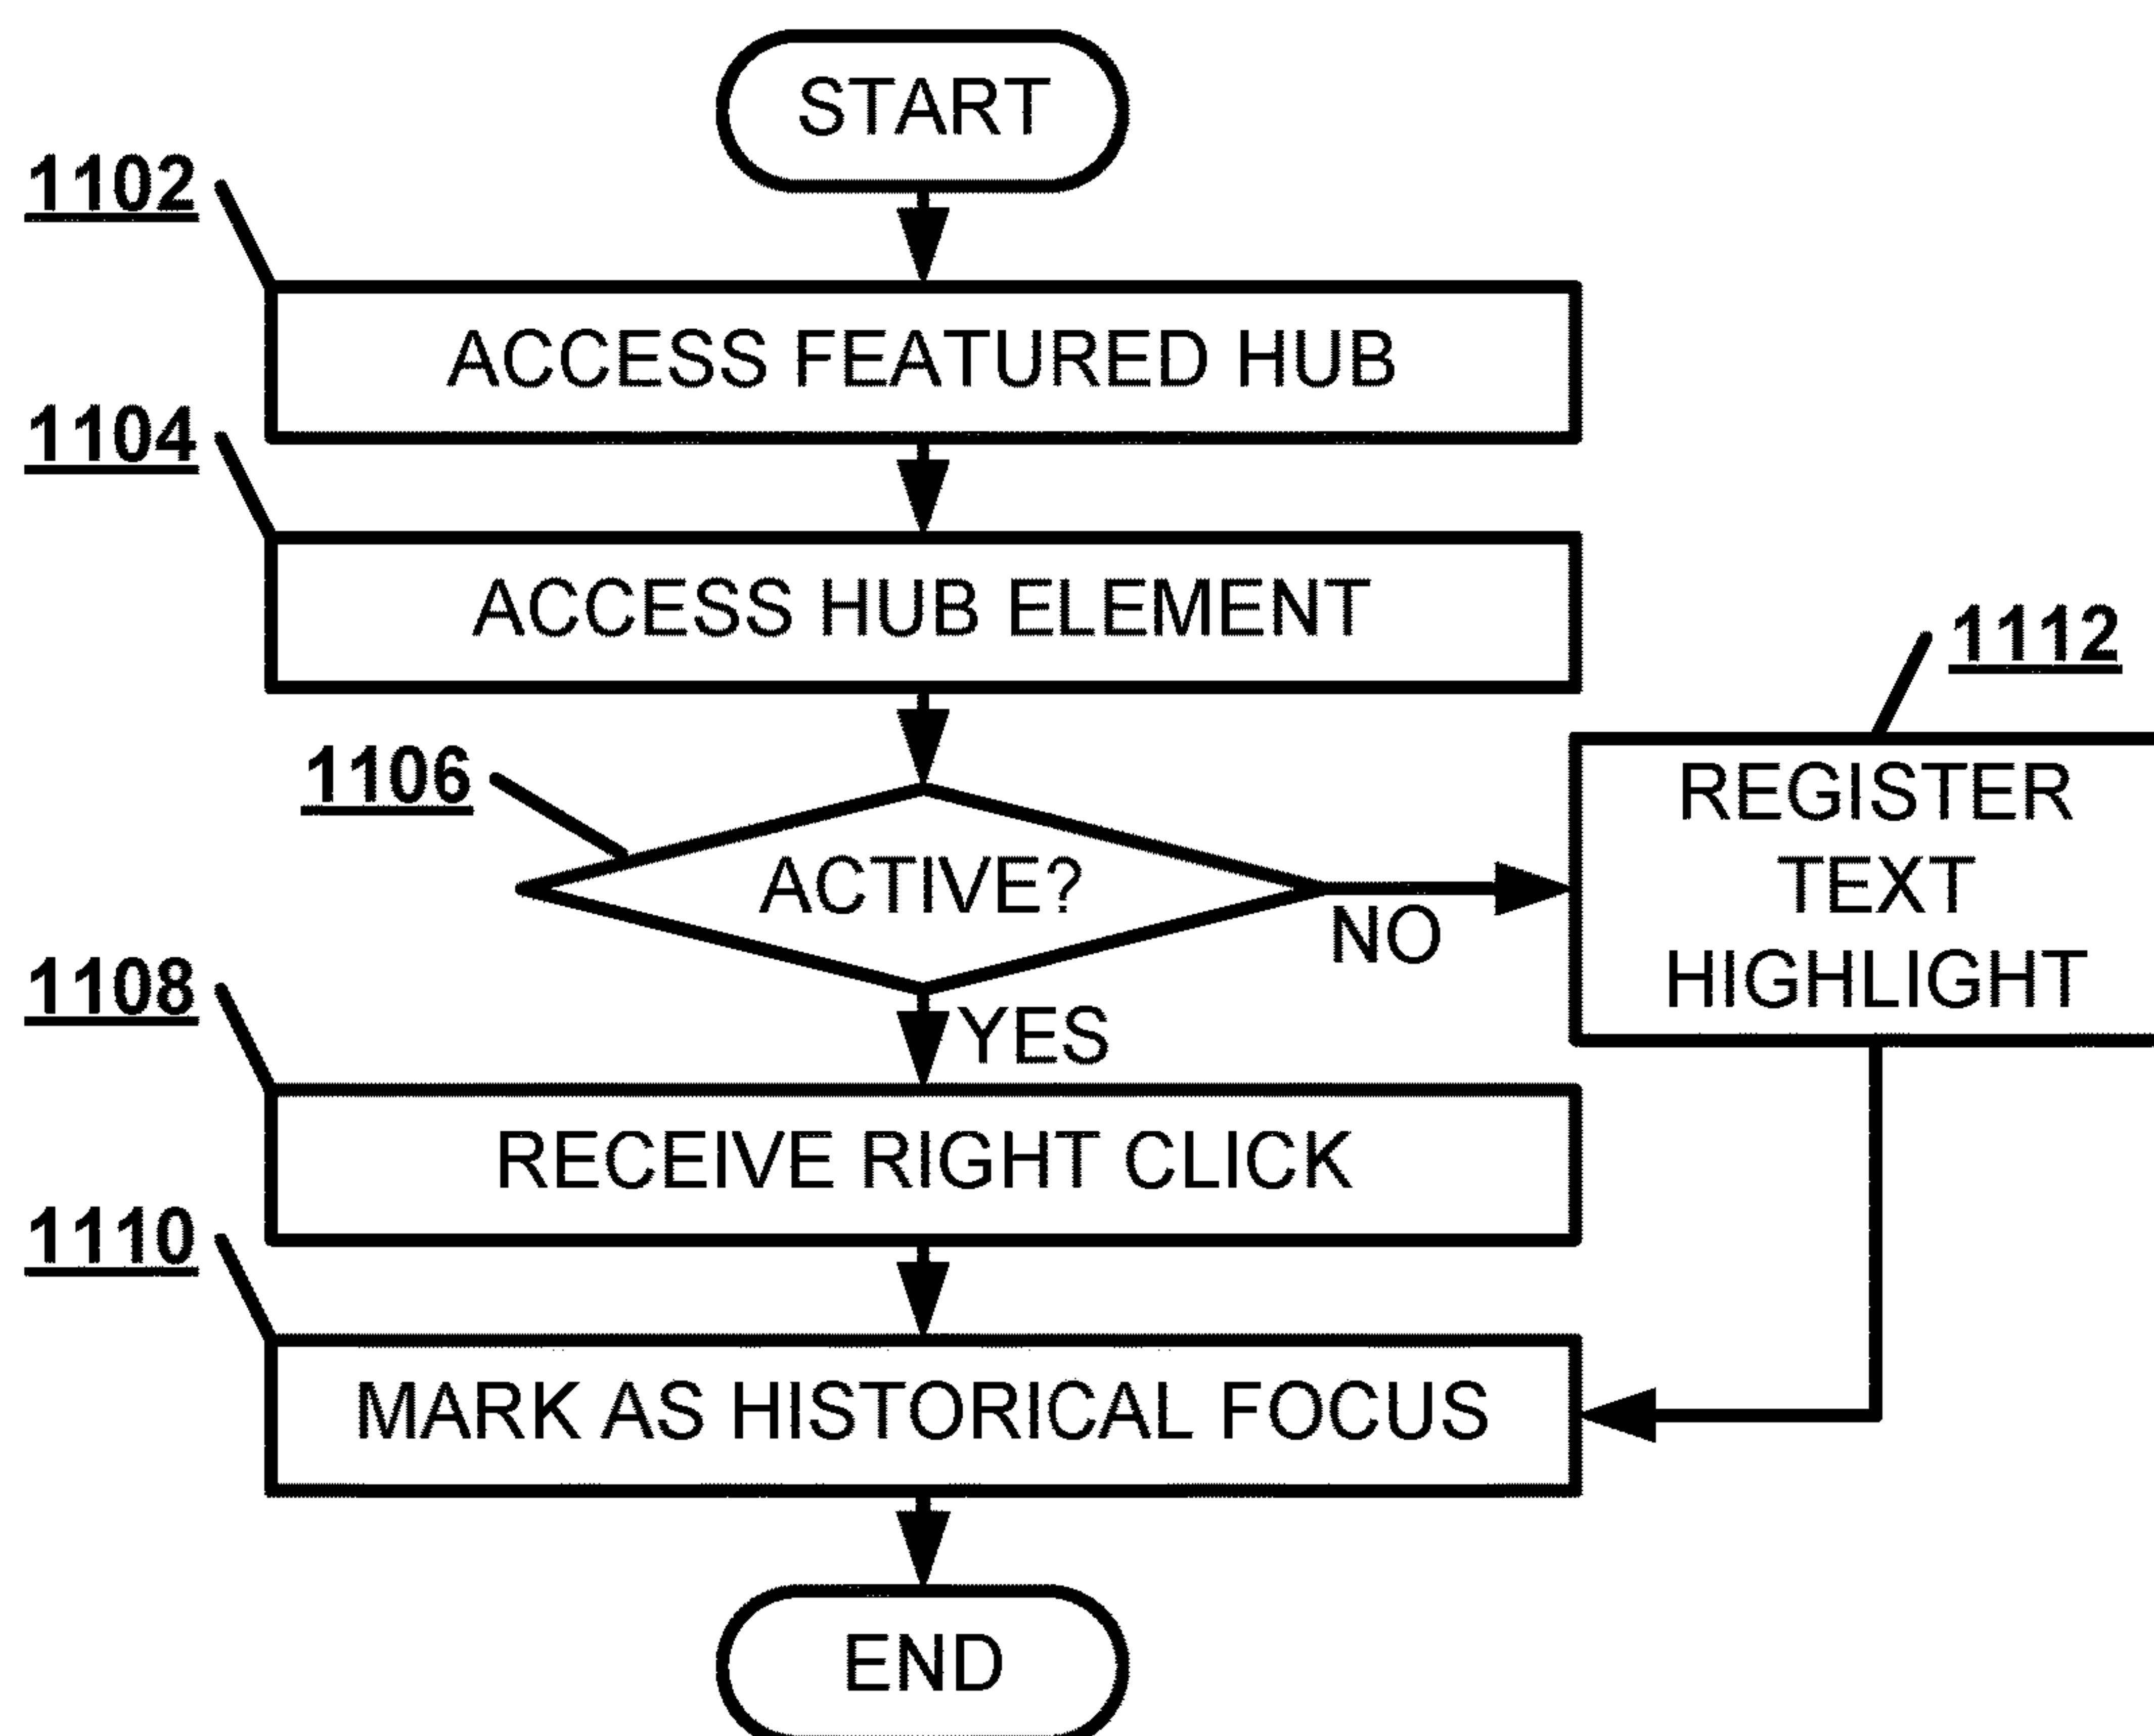 START
1102
ACCESS FEATURED HUB
1104
ACCESS HUB ELEMENT
1112
1106
ACTIVE?
NO
REGISTER
TEXT
HIGHLIGHT
YES
1108
RECEIVE RIGHT CLICK
1110
MARK AS HISTORICAL FOCUS
END